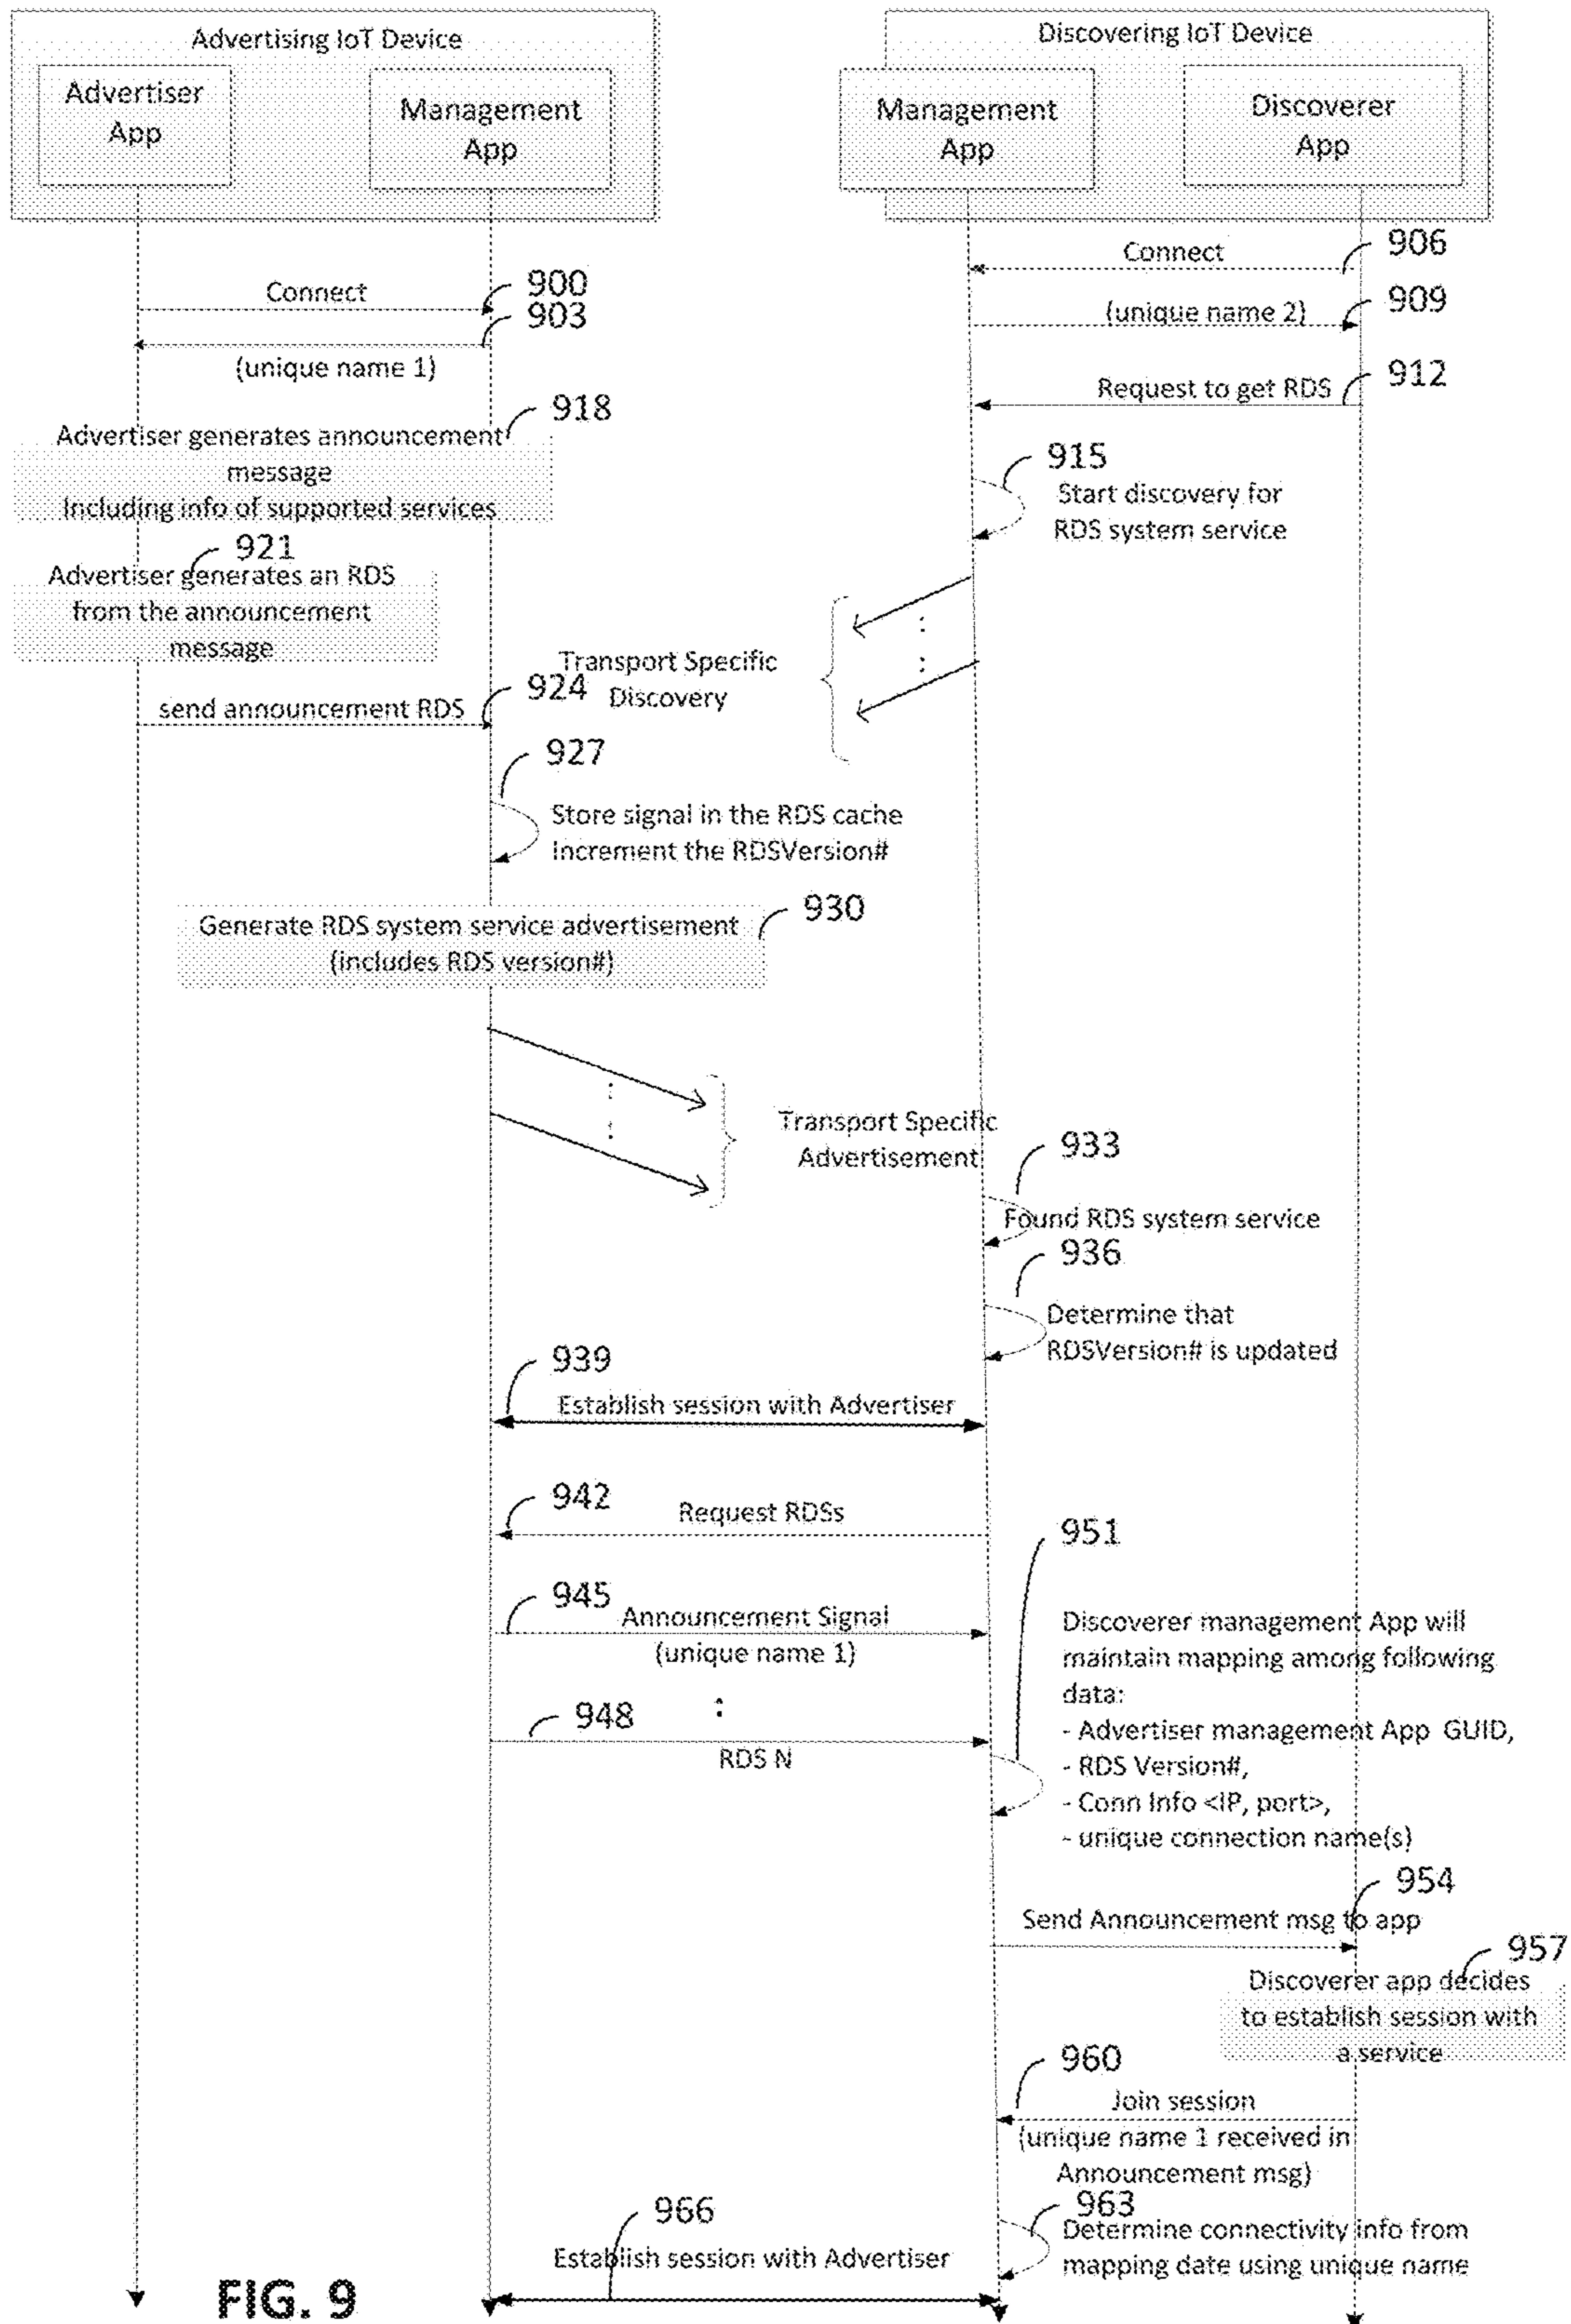 Advertising IoT Device
Discovering IoT Device
Advertiser
App
Management
App
Management
App
Discoverer
App
906
Connect
900
Connect
903
909
(unique name 2)
(unique name 1)
912
Request to get RDS
918
Advertiser generates announcement
message
Including info of supported services
915
Start discovery for
RDS system service
921
Advertiser generates an RDS
from the announcement
message
Transport Specific
Discovery
924
send announcement RDS
927
Store signal in the RDS cache
Increment the RDSVersion#
930
Generate RDS system service advertisement
(includes RDS version#)
Transport Specific
Advertisement
933
Found RDS system service
936
Determine that
RDSVersion# is updated
939
Establish session with Advertiser
942
Request RDSs
951
945
Announcement Signal
(unique name 1)
:
948
RDS N
Discoverer management App will
maintain mapping among following
data:
- Advertiser management App GUID,
- RDS Version#,
- Conn Info <IP, port>,
- unique connection name(s)
954
Send Announcement msg to app
957
Discoverer app decides
to establish session with
a service
960
Join session
(unique name 1 received in
Announcement msg)
963
Determine connectivity info from
mapping date using unique name
966
Establish session with Advertiser
FIG. 9